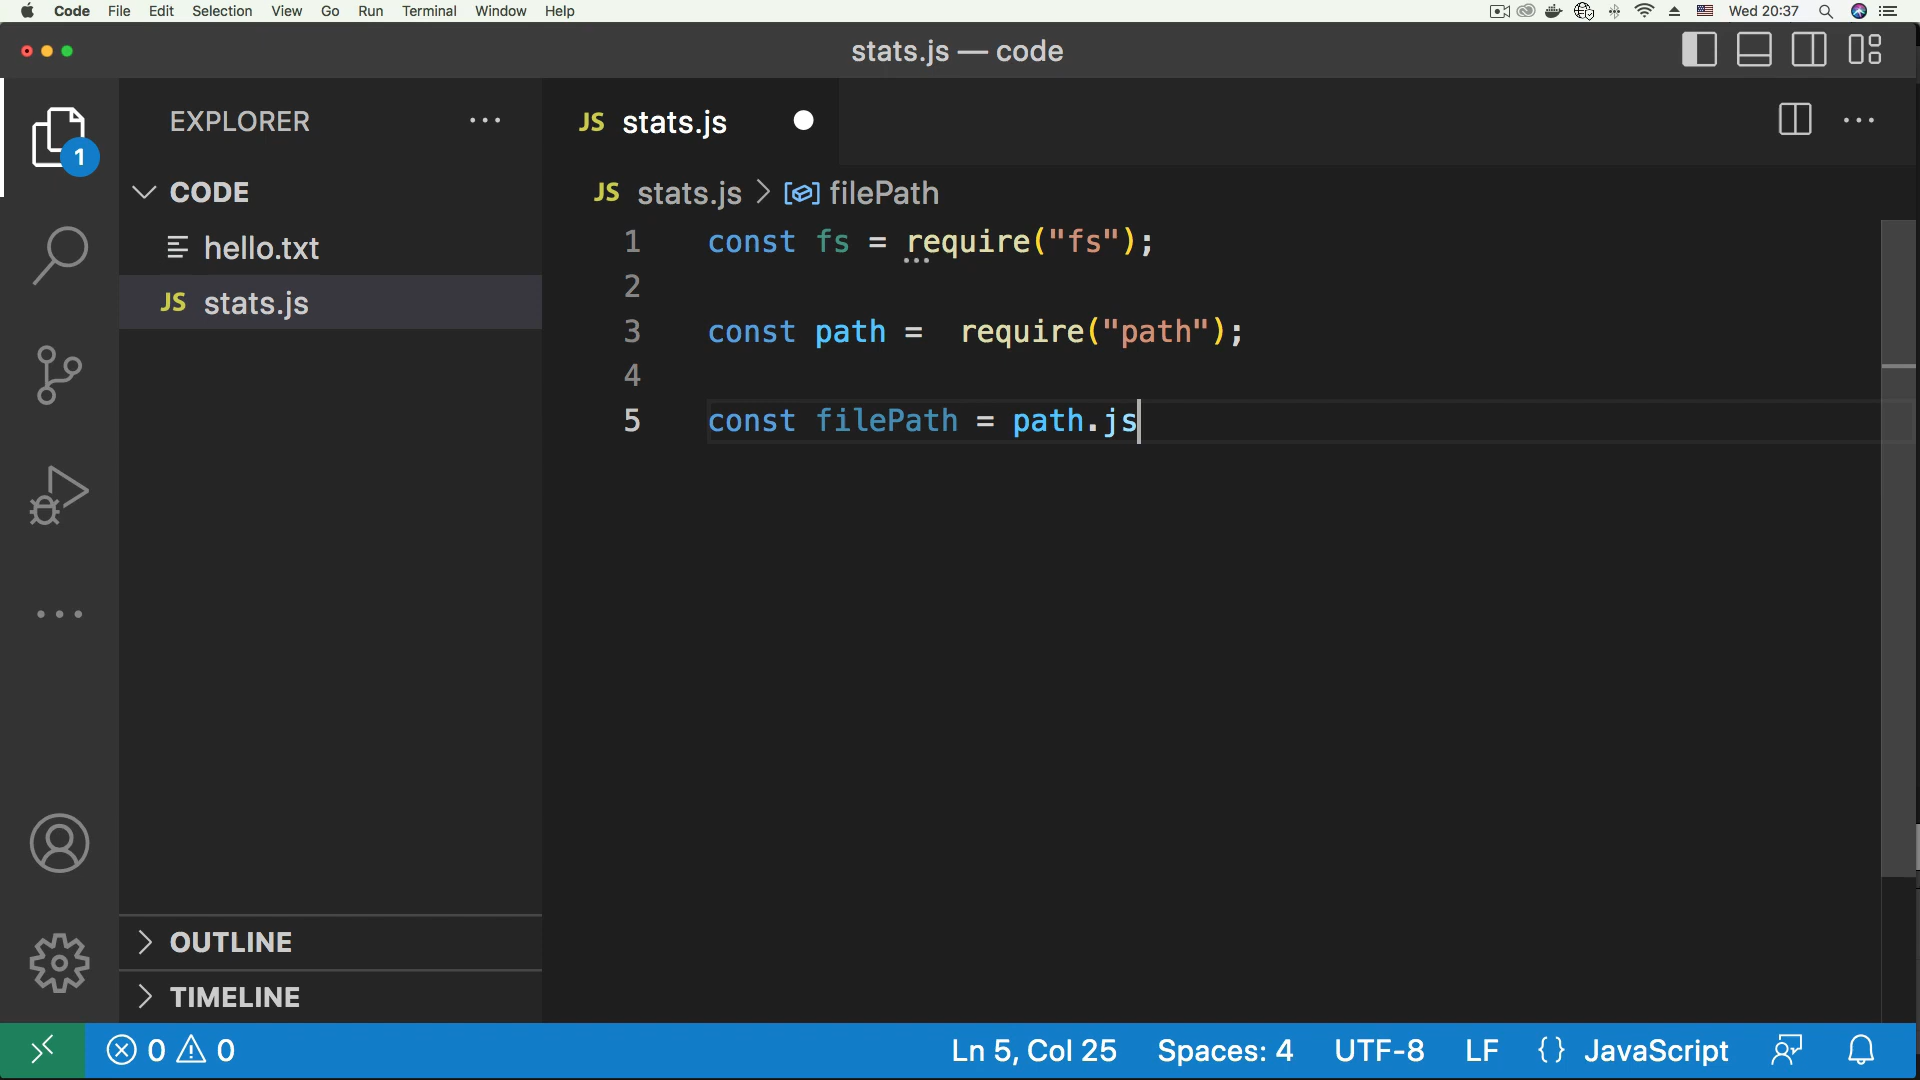 Code File Edit Selection View Go Run Terminal Window Help Wed 20:37
stats.js — code
EXPLORER
JS stats.js
1
CODE
JS stats.js > filePath
hello.txt
JS stats.js
1 const fs = require("fs");
2
3 const path =  require("path");
4
5 const filePath = path.js
OUTLINE
TIMELINE
0 0 Ln 5, Col 25 Spaces: 4 UTF-8 LF {} JavaScript